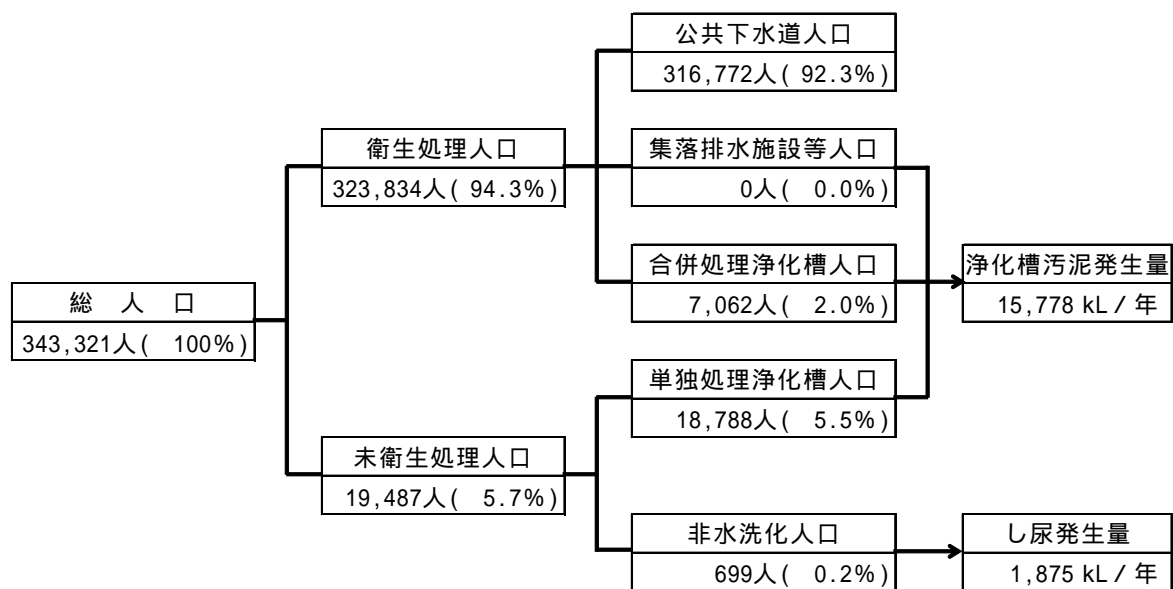 公共下水道人口
316,772人( 92.3%)
衛生処理人口
323,834人( 94.3%)
集落排水施設等人口
0人( 0.0%)
合併処理浄化槽人口
7,062人( 2.0%)
浄化槽汚泥発生量
15,778 kL / 年
総 人 口
343,321人( 100%)
単独処理浄化槽人口
18,788人( 5.5%)
未衛生処理人口
19,487人( 5.7%)
非水洗化人口
699人( 0.2%)
し尿発生量
1,875 kL / 年